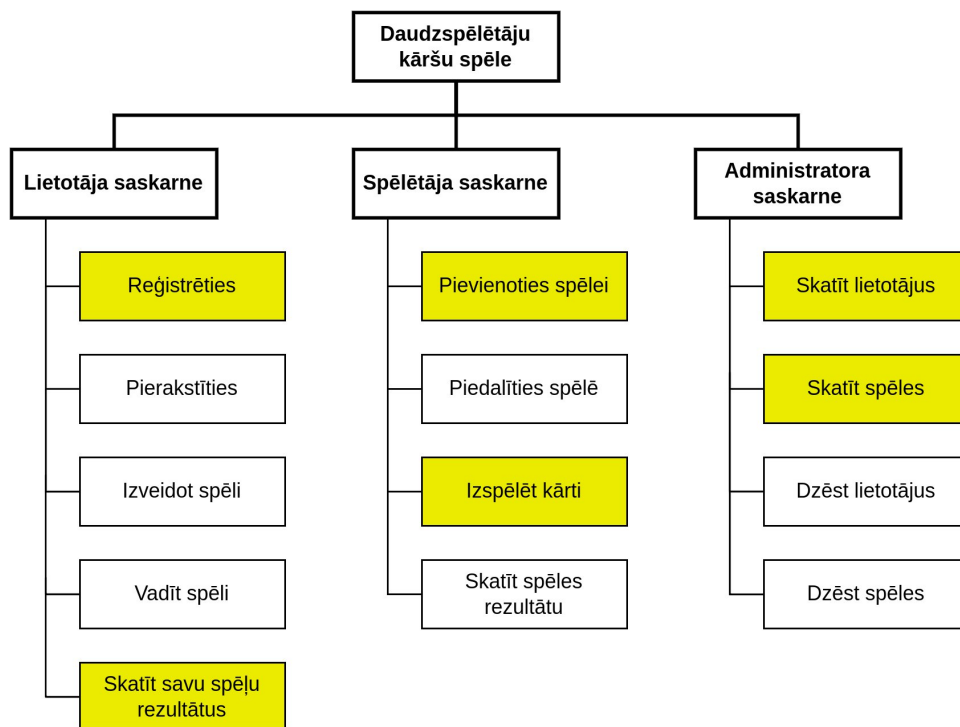 Daudzspēlētāju
kāršu spēle
Lietotāja saskarne
Spēlētāja saskarne
Administratora
saskarne
Reģistrēties
Pierakstīties
Izveidot spēli
Vadīt spēli
Skatīt savu spēļu
rezultātus
Pievienoties spēlei
Piedalīties spēlē
Izspēlēt kārti
Skatīt spēles
rezultātu
Skatīt lietotājus
Skatīt spēles
Dzēst lietotājus
Dzēst spēles